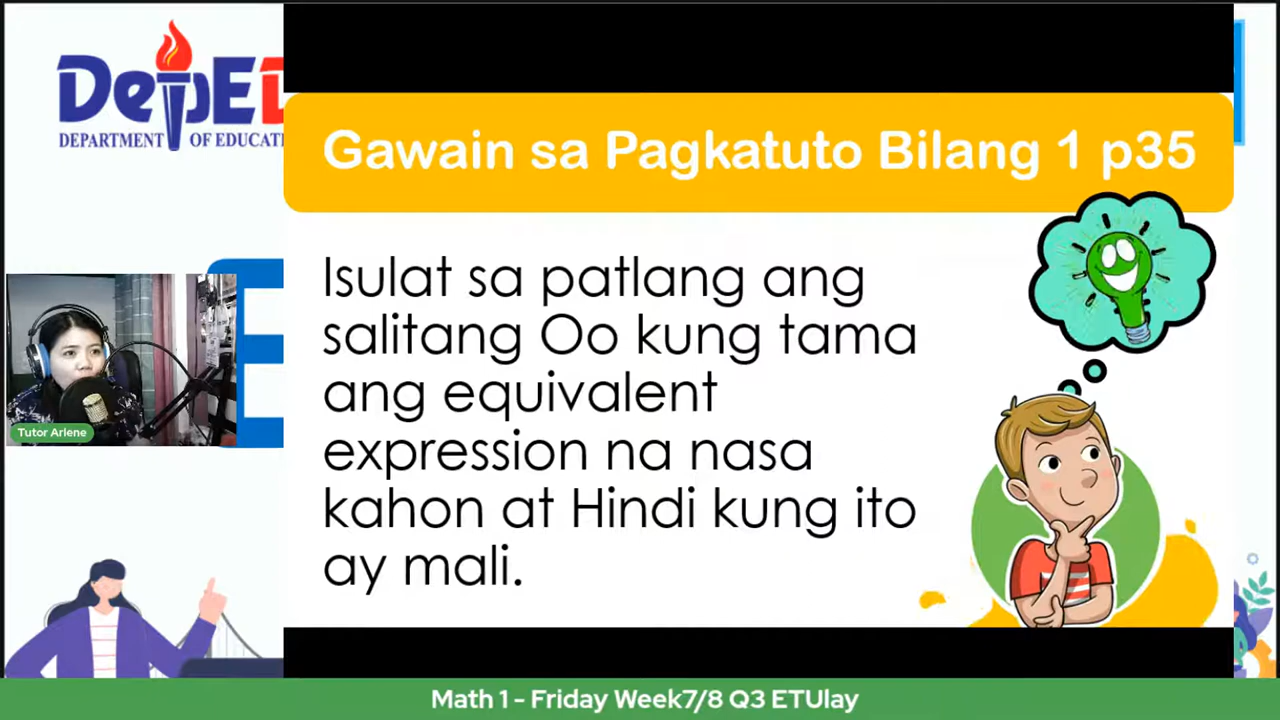 DepED
DEPARTMENT OF EDUCATI
Gawain sa Pagkatuto Bilang 1 p35
Isulat sa patlang ang
salitang Oo kung tama
ang equivalent
expression na nasa
kahon at Hindi kung ito
ay mali.
E
Tutor Arlene
Math 1 - Friday Week7/8 Q3 ETUlay